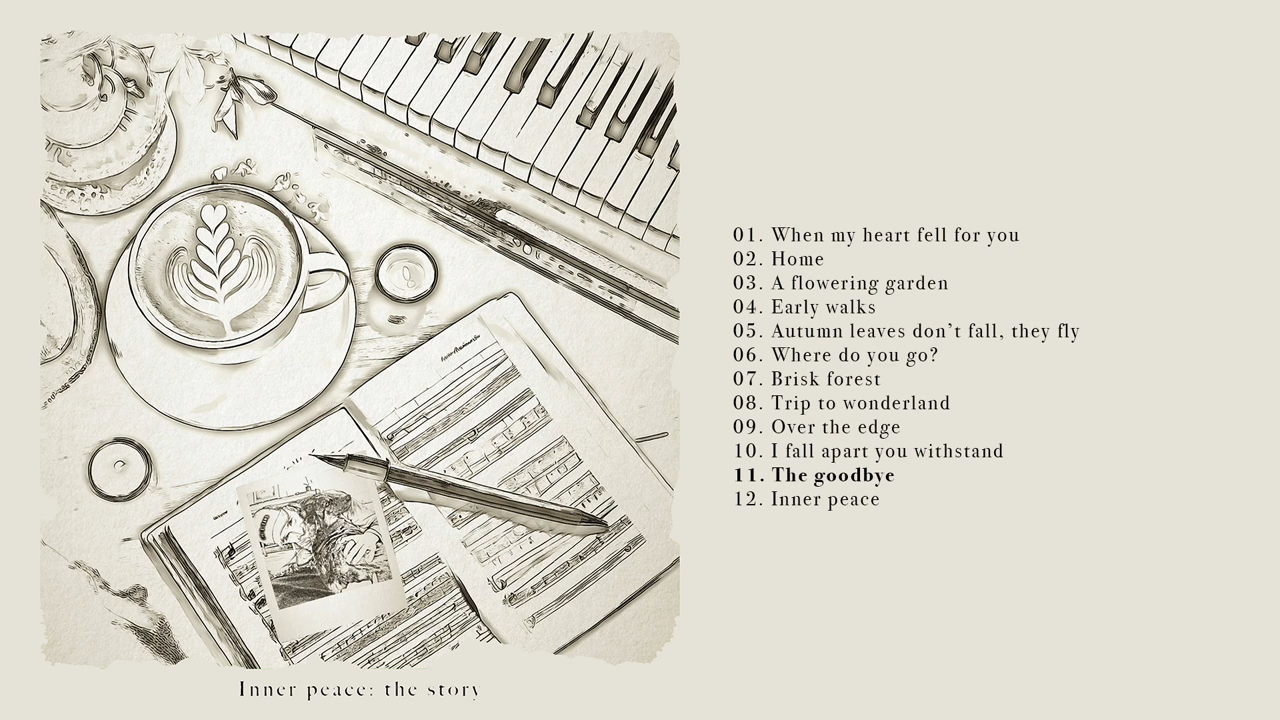 01. When my heart fell for you
02. Home
03. A flowering garden
04. Early walks
05. Autumn leaves don’t fall, they fly
06. Where do you go?
07. Brisk forest
08. Trip to wonderland
09. Over the edge
10. I fall apart you withstand
11. The goodbye
12. Inner peace
Inner peace: the story